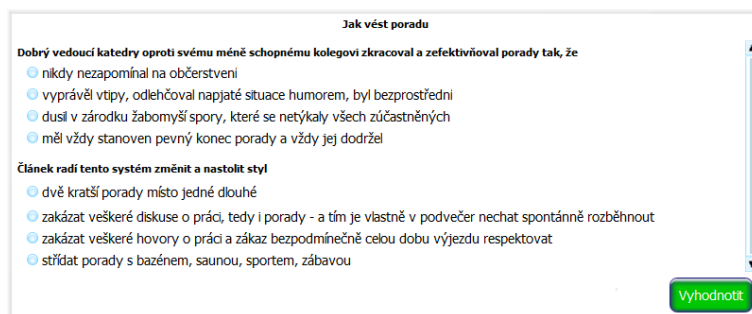 Jak vést poradu
Dobrý vedoucí katedry oproti svému méně schopnému kolegovi zkracoval a zefektivňoval porady tak, že
nikdy nezapomínal na občerstveni
vyprávěl vtipy, odlehčoval napjaté situace humorem, byl bezprostředni
dusil v zárodku žabomyší spory, které se netýkaly všech zúčastněných
měl vždy stanoven pevný konec porady a vždy jej dodržel
Článek radí tento systém změnit a nastolit styl
dvě kratší porady místo jedné dlouhé
zakázat veškeré diskuse o práci, tedy i porady - a tím je vlastně v podvečer nechat spontánně rozběhnout
zakázat veškeré hovory o práci a zákaz bezpodmínečně celou dobu výjezdu respektovat
střídat porady s bazénem, saunou, sportem, zábavou
Vyhodnotit